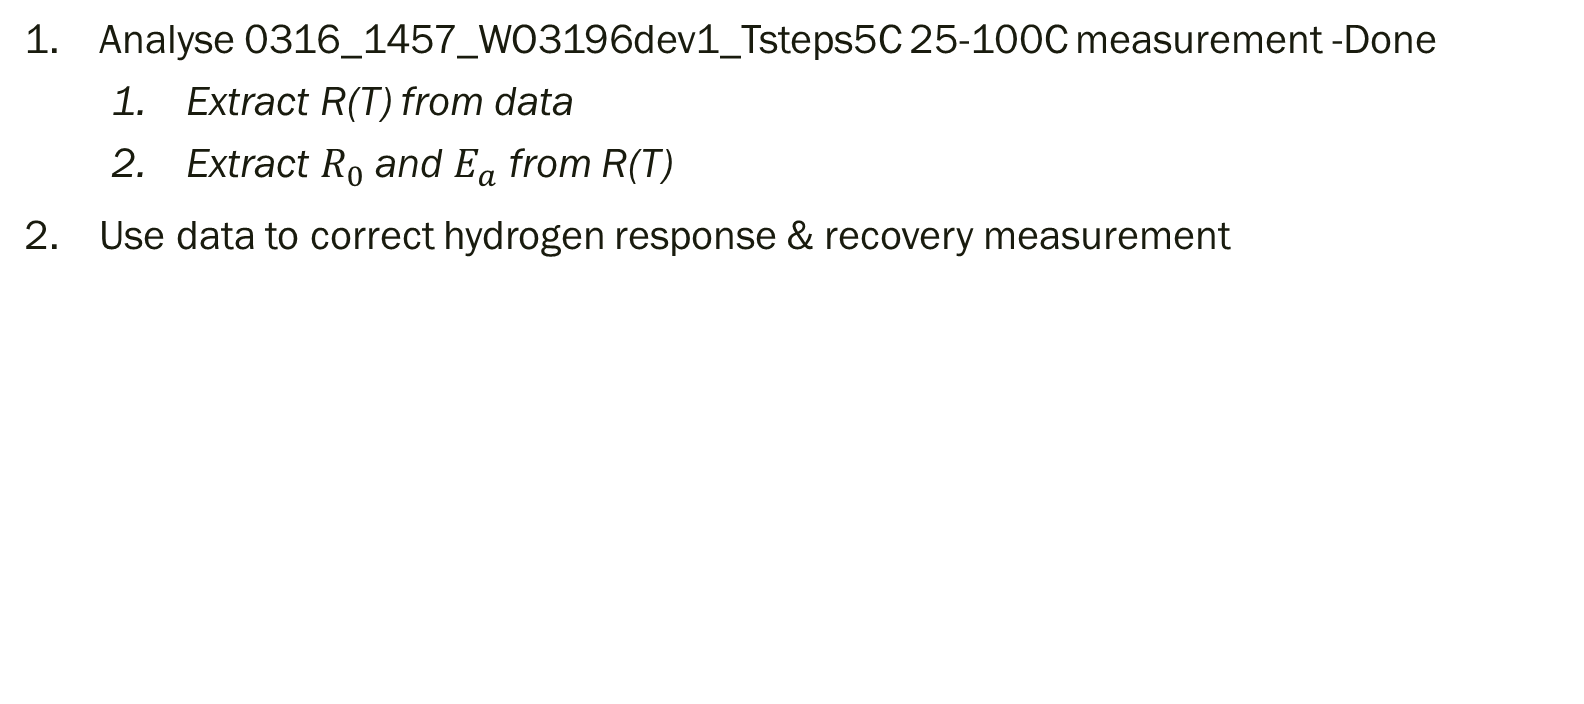 1. Analyse 0316_1457_WO3196dev1_Tsteps5C 25-100C measurement -Done
1. Extract R(T) from data
2. Extract R₀ and Eₐ from R(T)
2. Use data to correct hydrogen response & recovery measurement